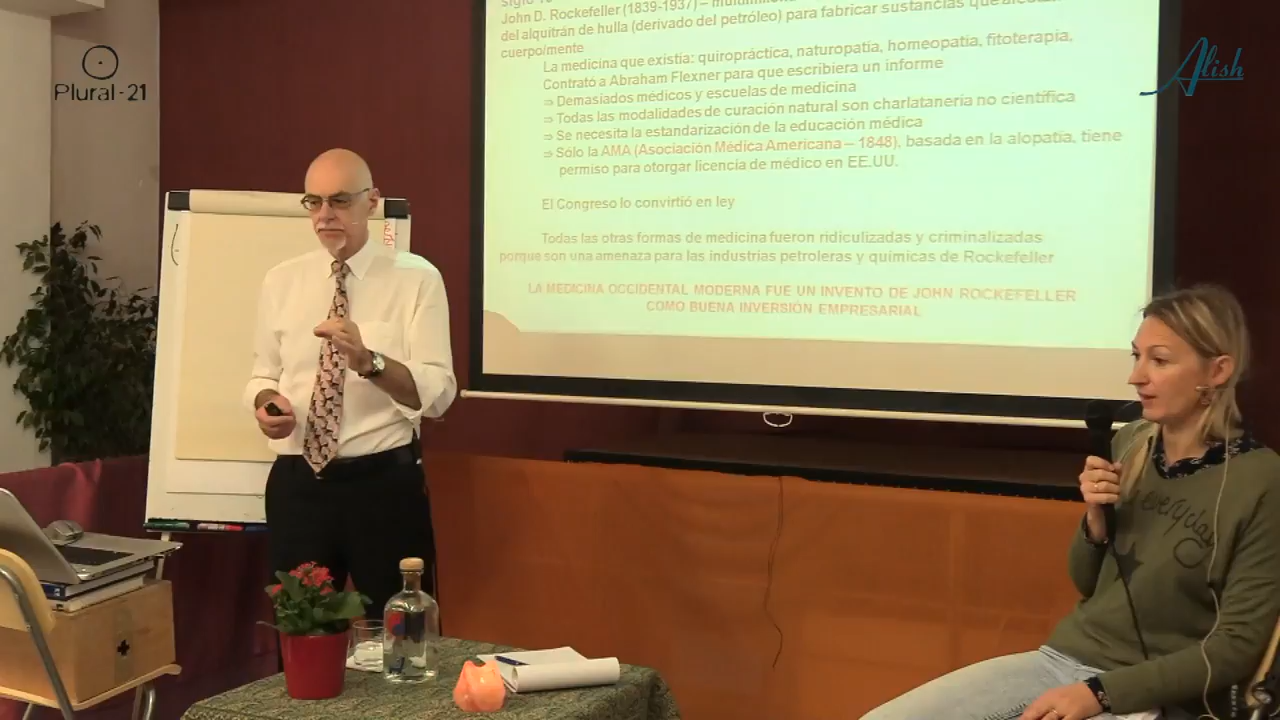 siglo
John D. Rockefeller (1839-1937) –
del alquitrán de hulla (derivado del petróleo) para fabricar sustancias que
cuerpo/mente
La medicina que existía: quiropráctica, naturopatía, homeopatía, fitoterapia,
Contrató a Abraham Flexner para que escribiera un informe
⇒ Demasiados médicos y escuelas de medicina
⇒ Todas las modalidades de curación natural son charlatanería no científica
⇒ Se necesita la estandarización de la educación médica
⇒ Sólo la AMA (Asociación Médica Americana – 1848), basada en la alopatía, tiene
permiso para otorgar licencia de médico en EE.UU.
El Congreso lo convirtió en ley
Todas las otras formas de medicina fueron ridiculizadas y criminalizadas
porque son una amenaza para las industrias petroleras y químicas de Rockefeller
LA MEDICINA OCCIDENTAL MODERNA FUE UN INVENTO DE JOHN ROCKEFELLER
COMO BUENA INVERSIÓN EMPRESARIAL
Plural-21
Alish
everyday